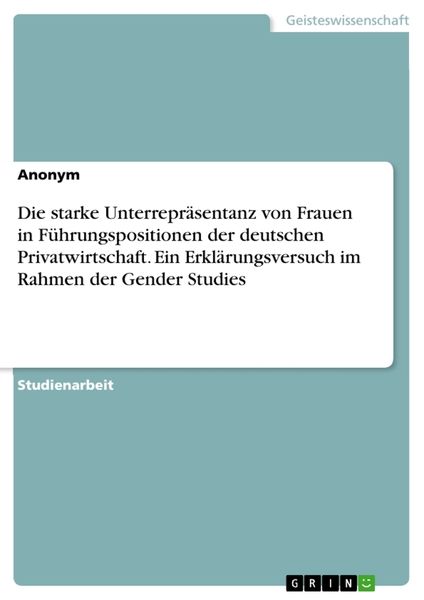 Geisteswissenschaft
Anonym
Die starke Unterrepräsentanz von Frauen
in Führungspositionen der deutschen
Privatwirtschaft. Ein Erklärungsversuch im
Rahmen der Gender Studies
Studienarbeit
GRIN